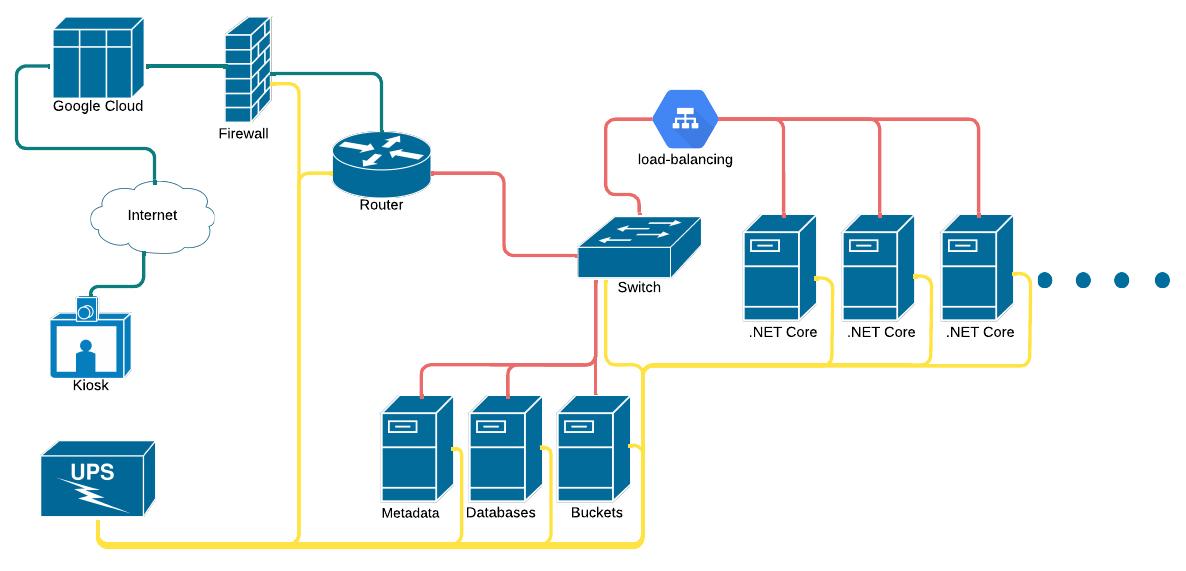 Google Cloud
Firewall
load-balancing
Router
Internet
Switch
.NET Core
.NET Core
.NET Core
Kiosk
UPS
Metadata
Databases
Buckets